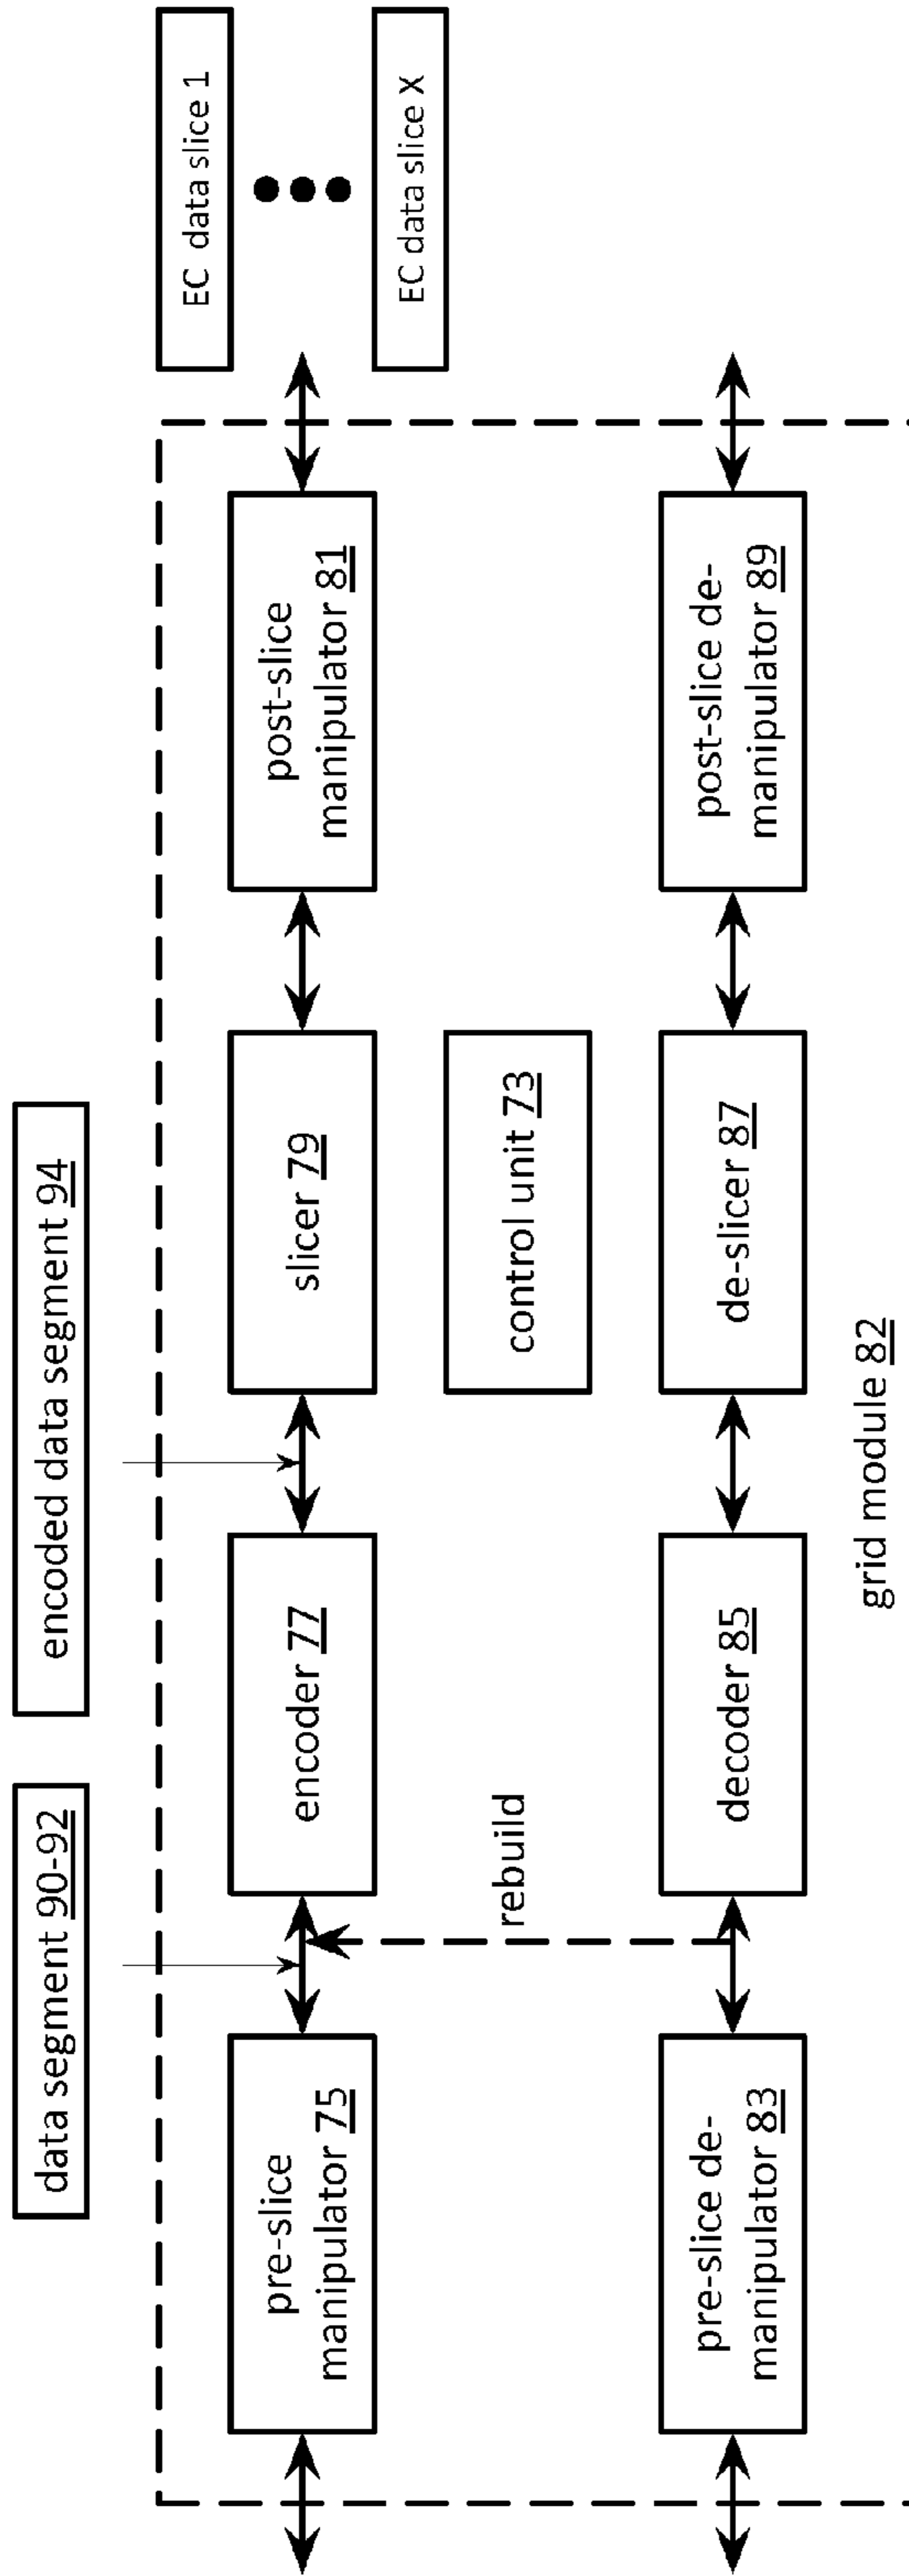 data segment 90-92
encoded data segment 94
EC data slice 1
EC data slice X
pre-slice
manipulator 75
encoder 77
slicer 79
post-slice
manipulator 81
rebuild
control unit 73
pre-slice de-
manipulator 83
decoder 85
de-slicer 87
post-slice de-
manipulator 89
grid module 82